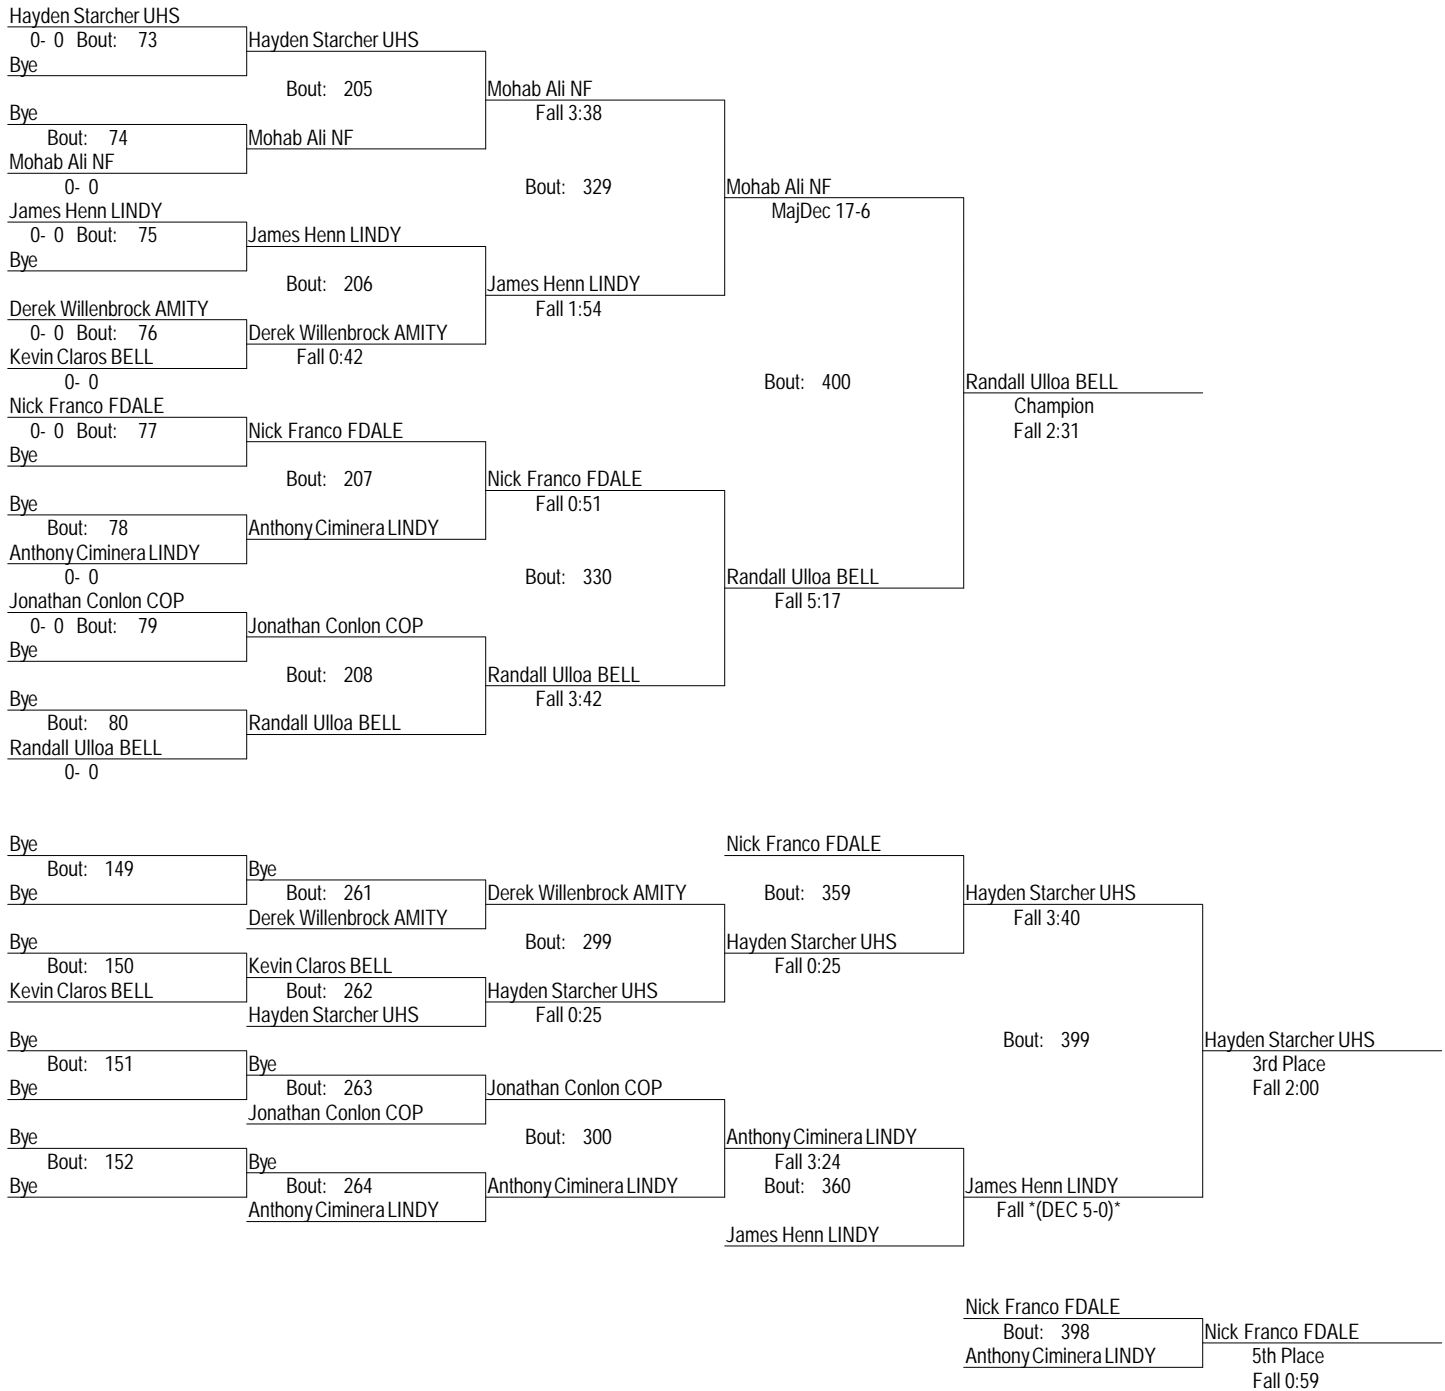 Hayden Starcher UHS
0- 0 Bout: 73
Hayden Starcher UHS
Bye
Bout: 205
Mohab Ali NF
Bye
Fall 3:38
Bout: 74
Mohab Ali NF
Mohab Ali NF
0- 0
Bout: 329
Mohab Ali NF
James Henn LINDY
MajDec 17-6
0- 0 Bout: 75
James Henn LINDY
Bye
Bout: 206
James Henn LINDY
Derek Willenbrock AMITY
Fall 1:54
0- 0 Bout: 76
Derek Willenbrock AMITY
Kevin Claros BELL
Fall 0:42
0- 0
Bout: 400
Randall Ulloa BELL
Nick Franco FDALE
Champion
0- 0 Bout: 77
Nick Franco FDALE
Fall 2:31
Bye
Bout: 207
Nick Franco FDALE
Bye
Fall 0:51
Bout: 78
Anthony Ciminera LINDY
Anthony Ciminera LINDY
0- 0
Bout: 330
Randall Ulloa BELL
Jonathan Conlon COP
Fall 5:17
0- 0 Bout: 79
Jonathan Conlon COP
Bye
Bout: 208
Randall Ulloa BELL
Bye
Fall 3:42
Bout: 80
Randall Ulloa BELL
Randall Ulloa BELL
0- 0
Bye
Nick Franco FDALE
Bout: 149
Bye
Bye
Bout: 261
Derek Willenbrock AMITY
Bout: 359
Hayden Starcher UHS
Derek Willenbrock AMITY
Fall 3:40
Bye
Bout: 299
Hayden Starcher UHS
Bout: 150
Kevin Claros BELL
Fall 0:25
Kevin Claros BELL
Bout: 262
Hayden Starcher UHS
Hayden Starcher UHS
Fall 0:25
Bye
Bout: 399
Hayden Starcher UHS
Bout: 151
Bye
3rd Place
Bye
Bout: 263
Jonathan Conlon COP
Fall 2:00
Jonathan Conlon COP
Bye
Bout: 300
Anthony Ciminera LINDY
Bout: 152
Bye
Fall 3:24
Bye
Bout: 264
Anthony Ciminera LINDY
Bout: 360
James Henn LINDY
Anthony Ciminera LINDY
Fall *(DEC 5-0)*
James Henn LINDY
Nick Franco FDALE
Bout: 398
Nick Franco FDALE
Anthony Ciminera LINDY
5th Place
Fall 0:59